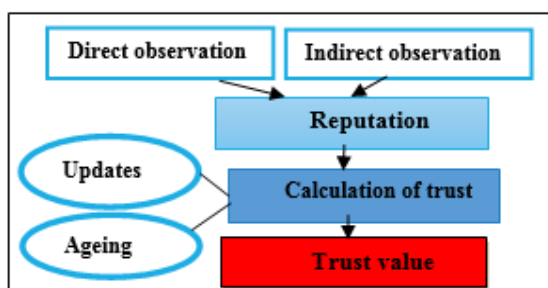 Direct observation
Indirect observation
Reputation
Updates
Calculation of trust
Ageing
Trust value